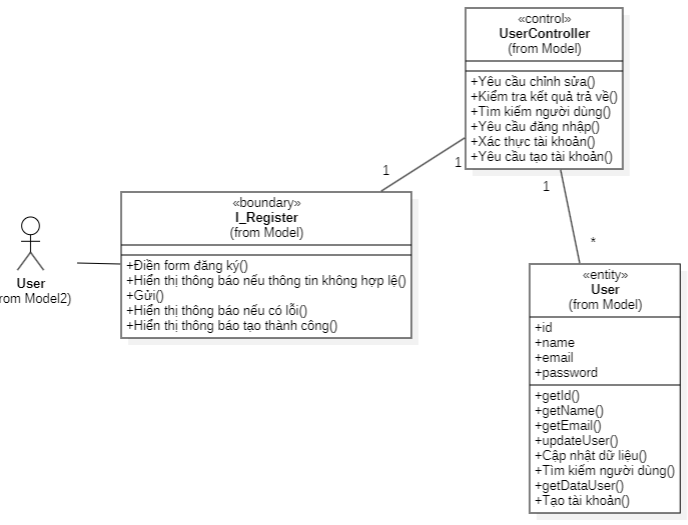 «control»
UserController
(from Model)
+Yêu cầu chỉnh sửa()
+Kiểm tra kết quả trả về()
+Tìm kiếm người dùng()
+Yêu cầu đăng nhập()
+Xác thực tài khoản()
+Yêu cầu tạo tài khoản()
1
1
1
*
«boundary»
I_Register
(from Model)
+Điền form đăng ký()
+Hiển thị thông báo nếu thông tin không hợp lệ()
+Gửi()
+Hiển thị thông báo nếu có lỗi()
+Hiển thị thông báo tạo thành công()
User
rom Model2)
«entity»
User
(from Model)
+id
+name
+email
+password
+getId()
+getName()
+getEmail()
+updateUser()
+Cập nhật dữ liệu()
+Tìm kiếm người dùng()
+getDataUser()
+Tạo tài khoản()